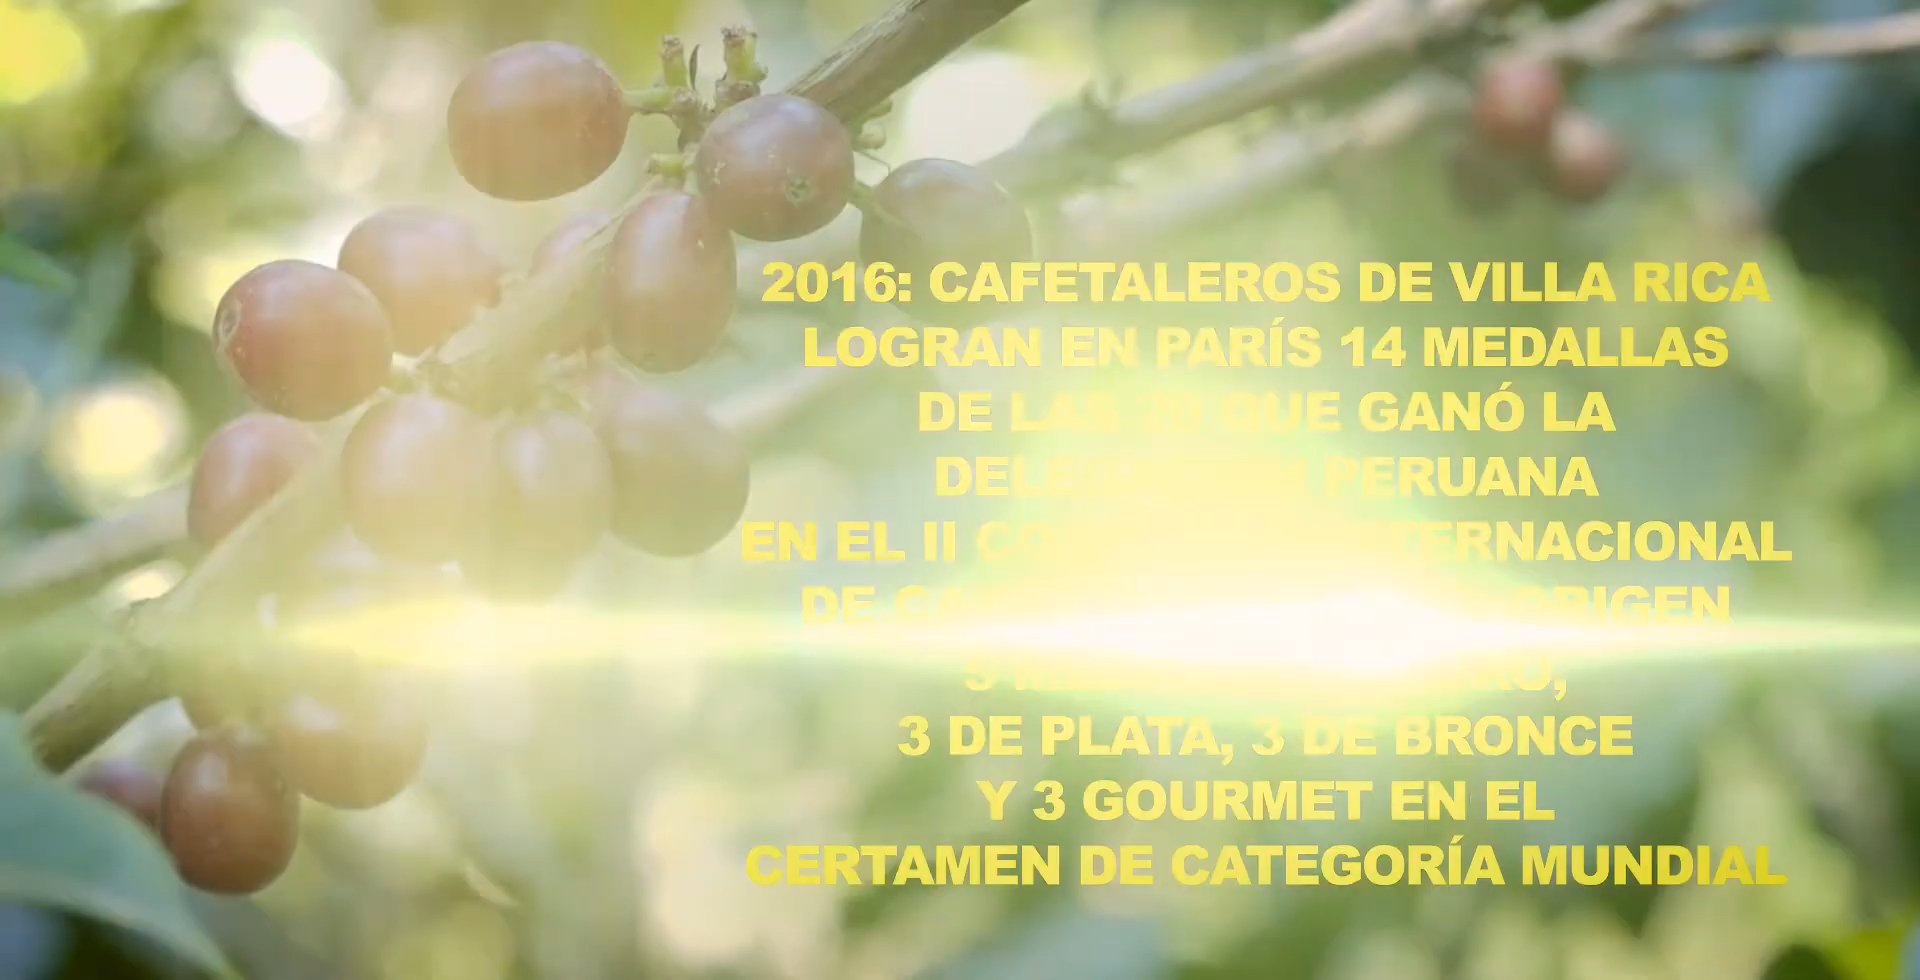 2016: CAFETALEROS DE VILLA RICA
LOGRAN EN PARÍS 14 MEDALLAS
DE LAS 20 QUE GANÓ LA
PERUANA
EN EL II
DE ORIGEN
3 DE PLATA, 3 DE BRONCE
Y 3 GOURMET EN EL
CERTAMEN DE CATEGORÍA MUNDIAL